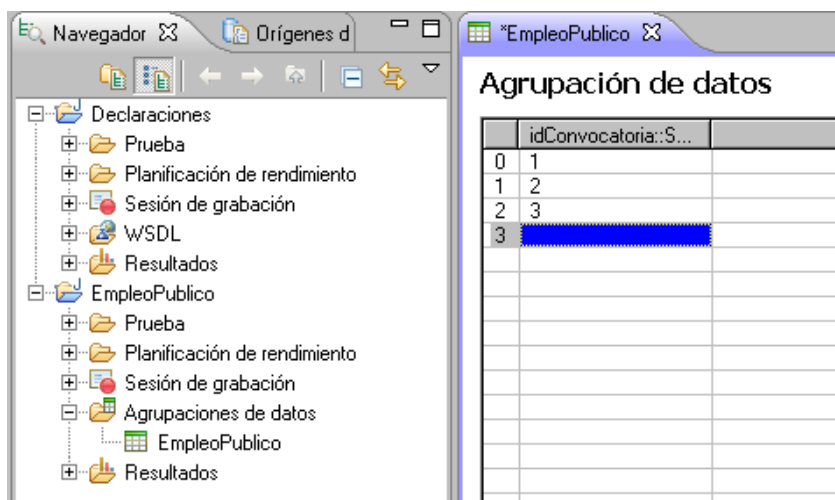 Navegador
Orígenes d
Declaraciones
Prueba
Planificación de rendimiento
Sesión de grabación
WSDL
Resultados
EmpleoPublico
Prueba
Planificación de rendimiento
Sesión de grabación
Agrupaciones de datos
EmpleoPublico
Resultados
*EmpleoPublico
Agrupación de datos
idConvocatoria::S...
0 1
1 2
2 3
3